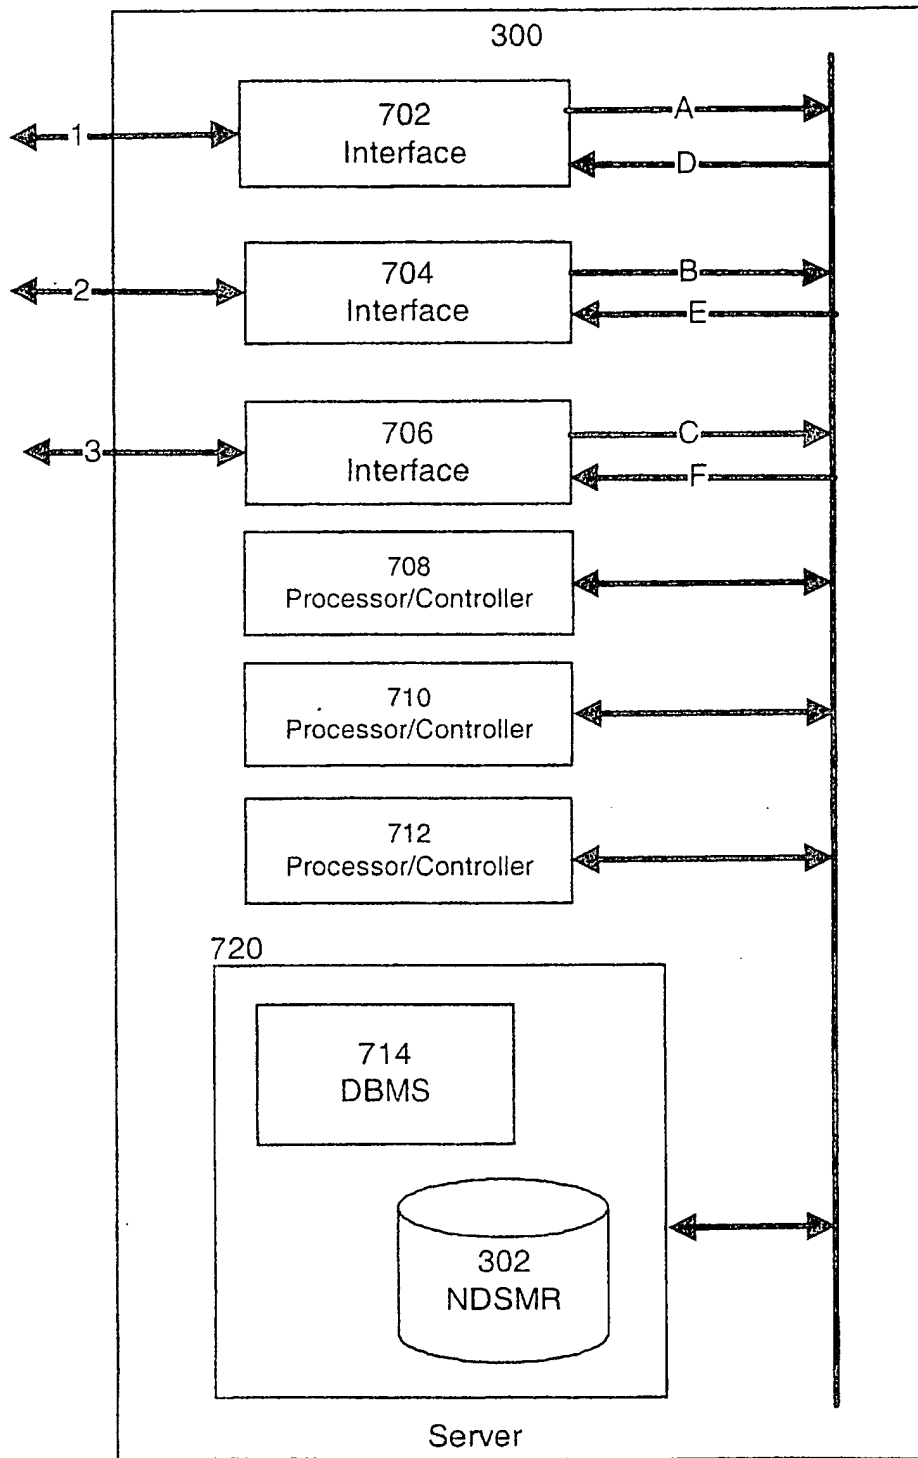 300
702
Interface
1
A
D
704
Interface
2
B
E
706
Interface
3
C
F
708
Processor/Controller
710
Processor/Controller
712
Processor/Controller
720
714
DBMS
302
NDSMR
Server